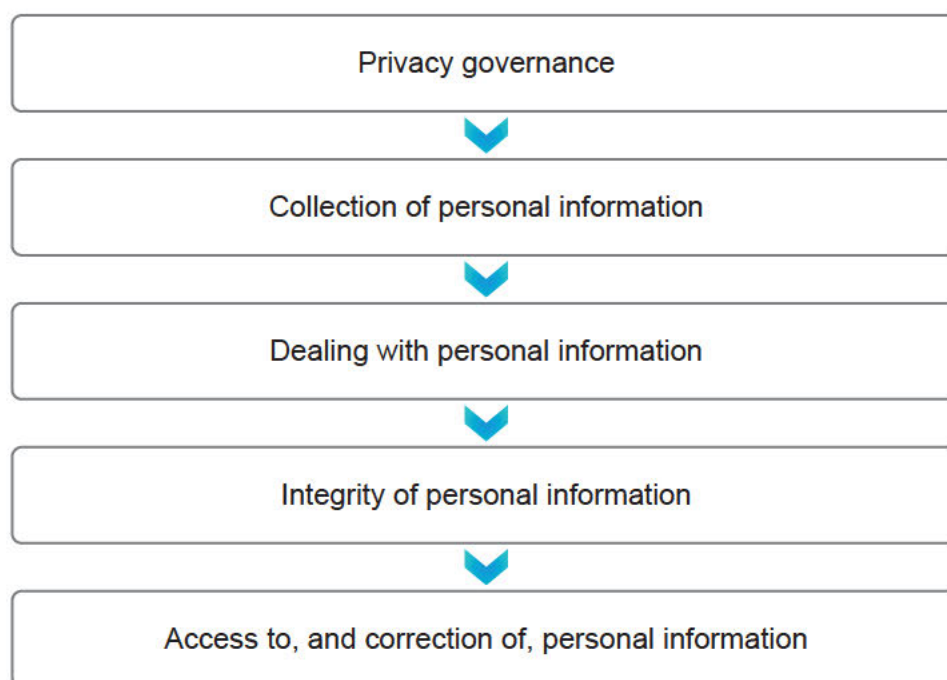 Privacy governance
Collection of personal information
Dealing with personal information
Integrity of personal information
Access to, and correction of, personal information